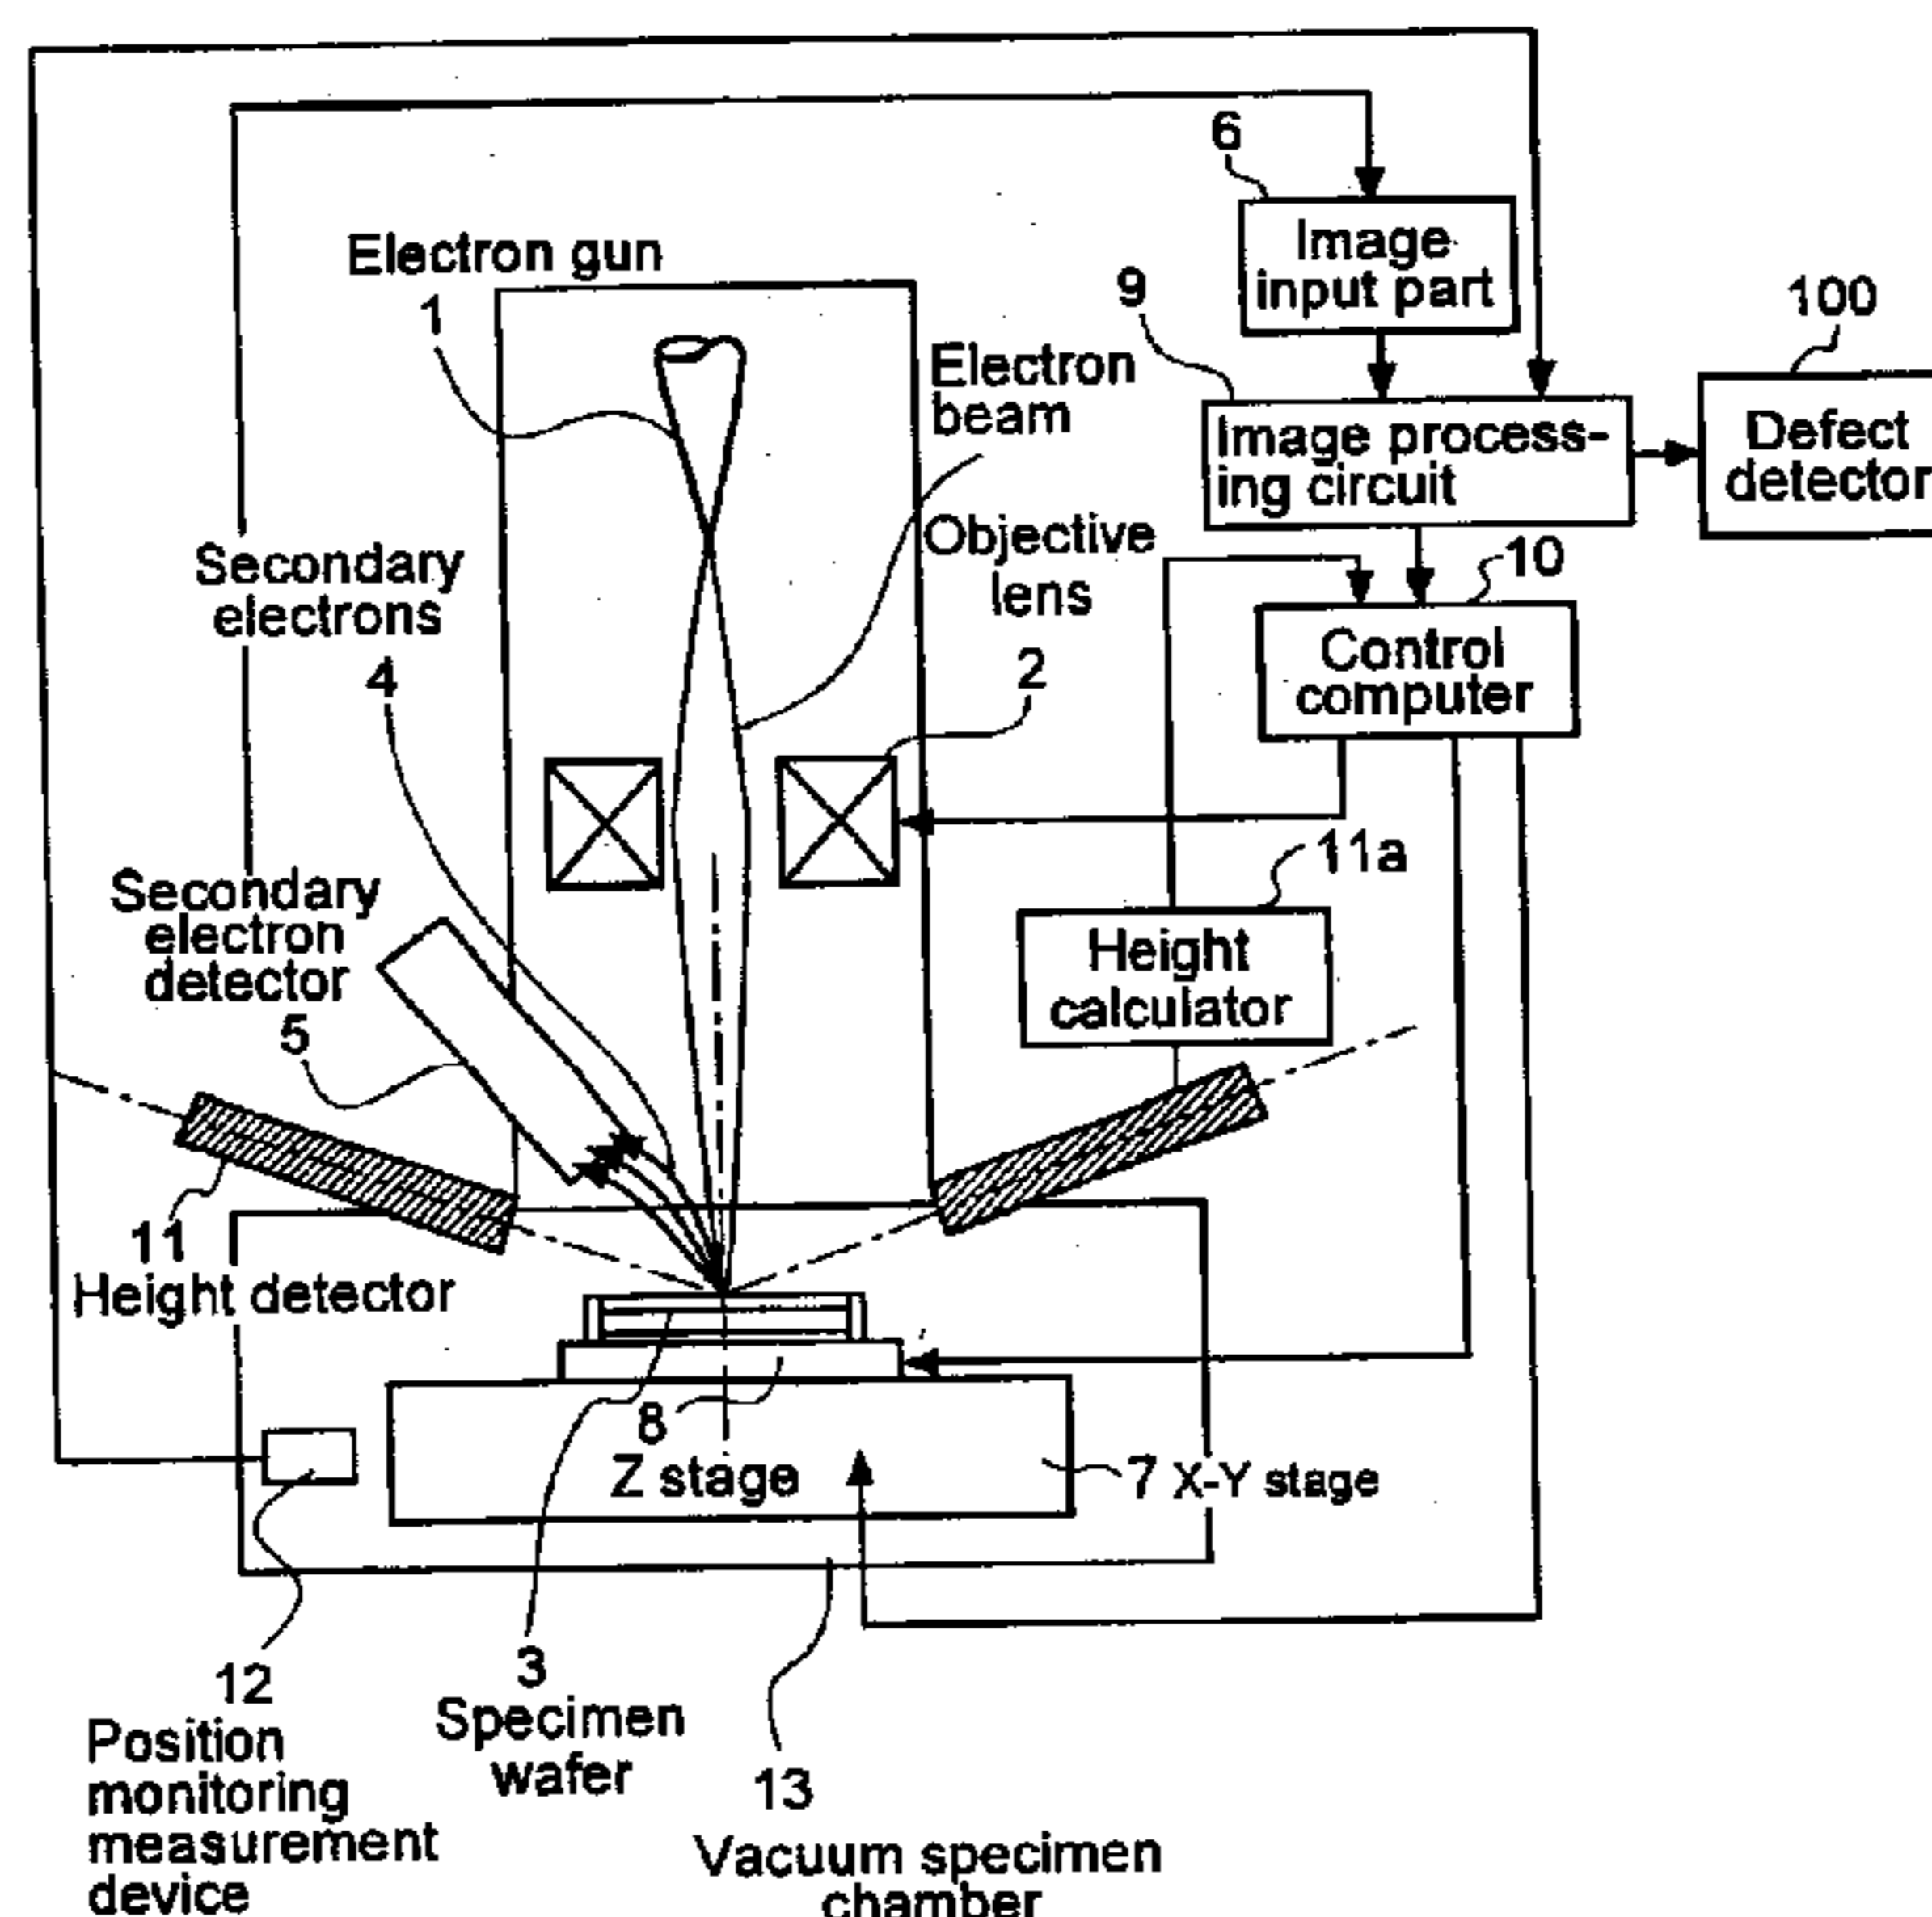 6
Image
input part
Electron gun
1
9
100
Electron
beam
Image process-
ing circuit
Defect
detector
Secondary
electrons
4
Objective
lens
2
10
Control
computer
11a
Secondary
electron
detector
5
Height
calculator
11
Height detector
8
Z stage
7 X-Y stage
12
Position
monitoring
measurement
device
3
Specimen
wafer
13
Vacuum specimen
chamber